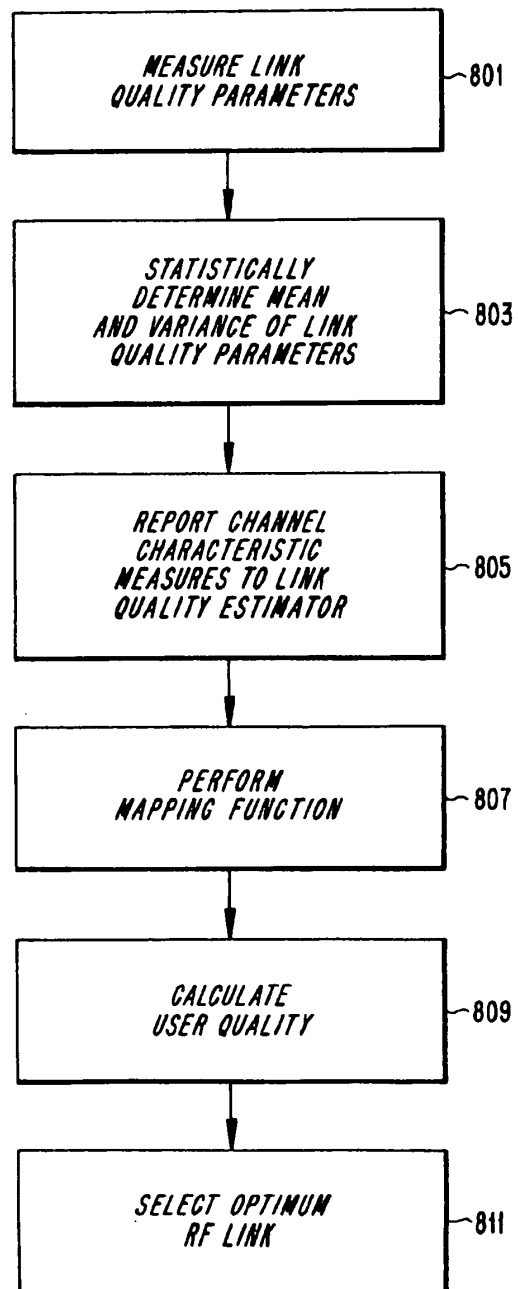 MEASURE LINK
QUALITY PARAMETERS
801
STATISTICALLY
DETERMINE MEAN
AND VARIANCE OF LINK
QUALITY PARAMETERS
803
REPORT CHANNEL
CHARACTERISTIC
MEASURES TO LINK
QUALITY ESTIMATOR
805
PERFORM
MAPPING FUNCTION
807
CALCULATE
USER QUALITY
809
SELECT OPTIMUM
RF LINK
811